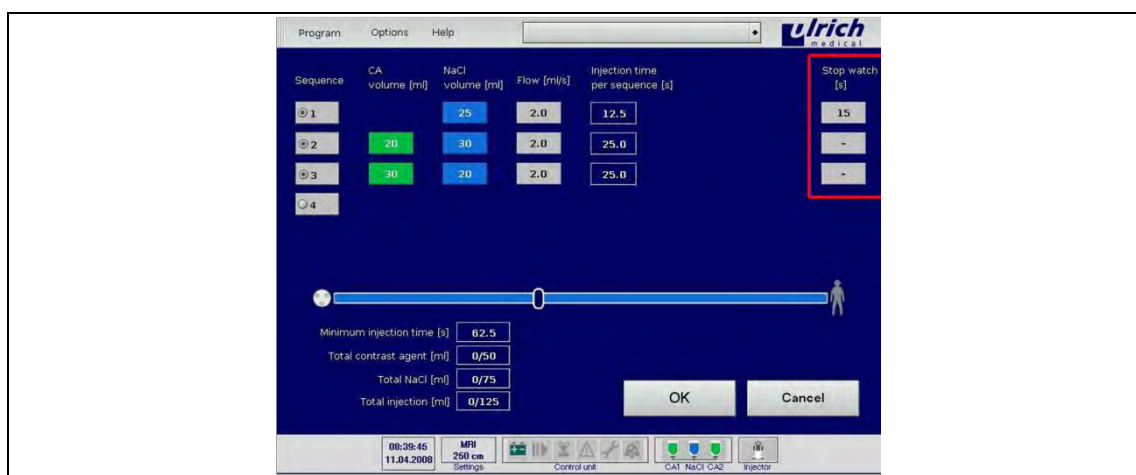 Program Options Help
ulrich
medical
Sequence CA volume [ml] NaCl volume [ml] Flow [ml/s] Injection time per sequence [s] Stop watch [s]
1 25 2.0 12.5 15
2 20 30 2.0 25.0 -
3 30 20 2.0 25.0 -
4
Minimum injection time [s] 62.5
Total contrast agent [ml] 0/50
Total NaCl [ml] 0/75
Total injection [ml] 0/125
OK Cancel
08:39:45 MRI
11.04.2008 250 cm
Settings Control unit CA1 NaCl CA2 Injector